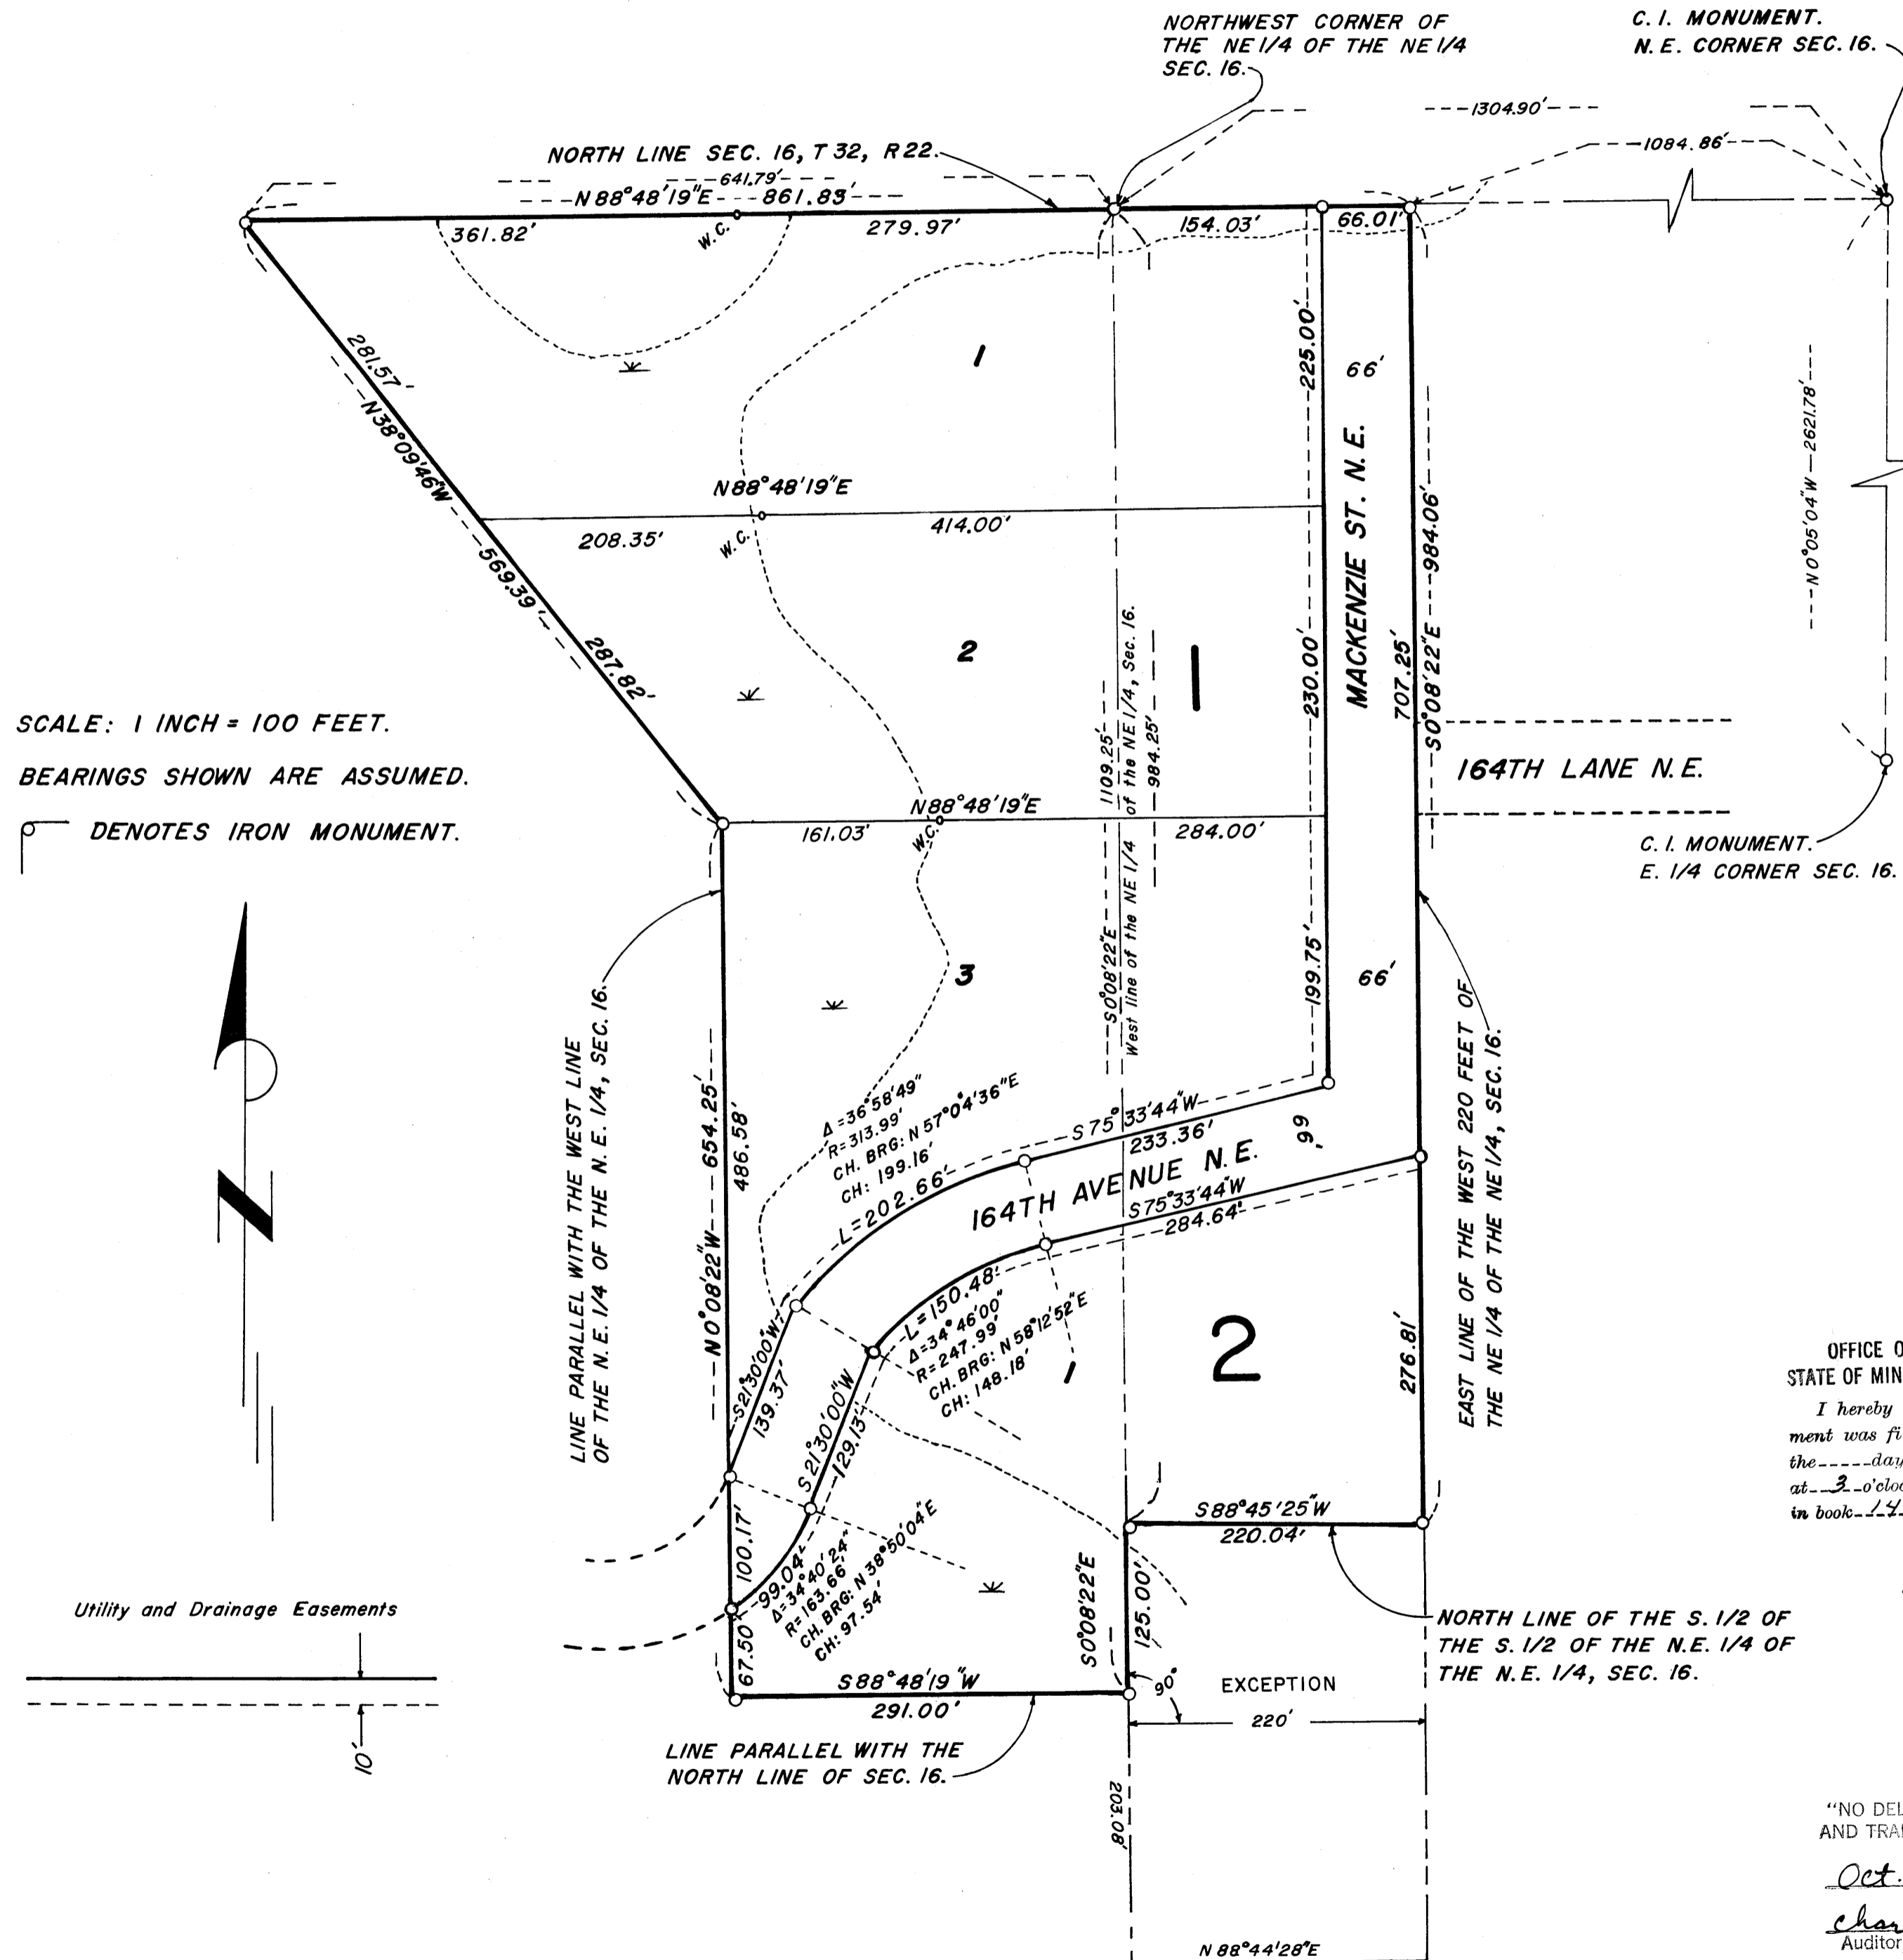 NORTHWEST CORNER OF
THE NE 1/4 OF THE NE 1/4
SEC. 16.
C. I. MONUMENT.
N. E. CORNER SEC. 16.
1304.90'
1084.86'
NORTH LINE SEC. 16, T 32, R 22.
641.79'
N 88°48'19"E 861.83'
361.82'
W. C.
279.97'
154.03'
66.01'
281.57'
N38°09'46"W
569.39'
287.82'
1
225.00'
66'
MACKENZIE ST. N. E.
N0°05'04"W 2621.78'
N 88°48'19"E
208.35'
W. C.
414.00'
2
1
230.00'
707.25'
S0°08'22"E 984.06'
S0°08'22"E 1109.25'
West line of the NE 1/4 of the NE 1/4, Sec. 16.
984.25'
SCALE: 1 INCH = 100 FEET.
BEARINGS SHOWN ARE ASSUMED.
DENOTES IRON MONUMENT.
164TH LANE N. E.
N 88°48'19"E
161.03'
W. C.
284.00'
C. I. MONUMENT.
E. 1/4 CORNER SEC. 16.
3
199.75'
66'
LINE PARALLEL WITH THE WEST LINE
OF THE N. E. 1/4 OF THE N. E. 1/4, SEC. 16.
N0°08'22"W 654.25'
486.58'
EAST LINE OF THE WEST 220 FEET OF
THE NE 1/4 OF THE NE 1/4, SEC. 16.
Δ=36°58'49"
R=313.99'
CH. BRG: N 57°04'36"E
CH: 199.16'
L=202.66'
S 75°33'44"W
233.36'
66'
164TH AVENUE N. E.
S 75°33'44"W
284.64'
L=150.48'
Δ=34°46'00"
R=247.99'
CH. BRG: N 58°12'52"E
CH: 148.18'
1
2
276.81'
S21°30'00"W
139.37'
S 21°30'00"W
129.13'
100.17'
99.04'
Δ=34°40'24"
R=163.66'
CH. BRG: N 38°50'04"E
CH: 97.54'
67.50
S 88°45'25"W
220.04'
S0°08'22"E
125.00'
NORTH LINE OF THE S. 1/2 OF
THE S. 1/2 OF THE N.E. 1/4 OF
THE N.E. 1/4, SEC. 16.
S 88°48'19"W
291.00'
90°
EXCEPTION
220'
LINE PARALLEL WITH THE
NORTH LINE OF SEC. 16.
203.08'
N 88°44'28"E
N
Utility and Drainage Easements
10'
OFFICE O
STATE OF MIN
I hereby
ment was fi
the day
at 3 o'cloc
in book 14
"NO DEL
AND TRA
Oct.
Auditor